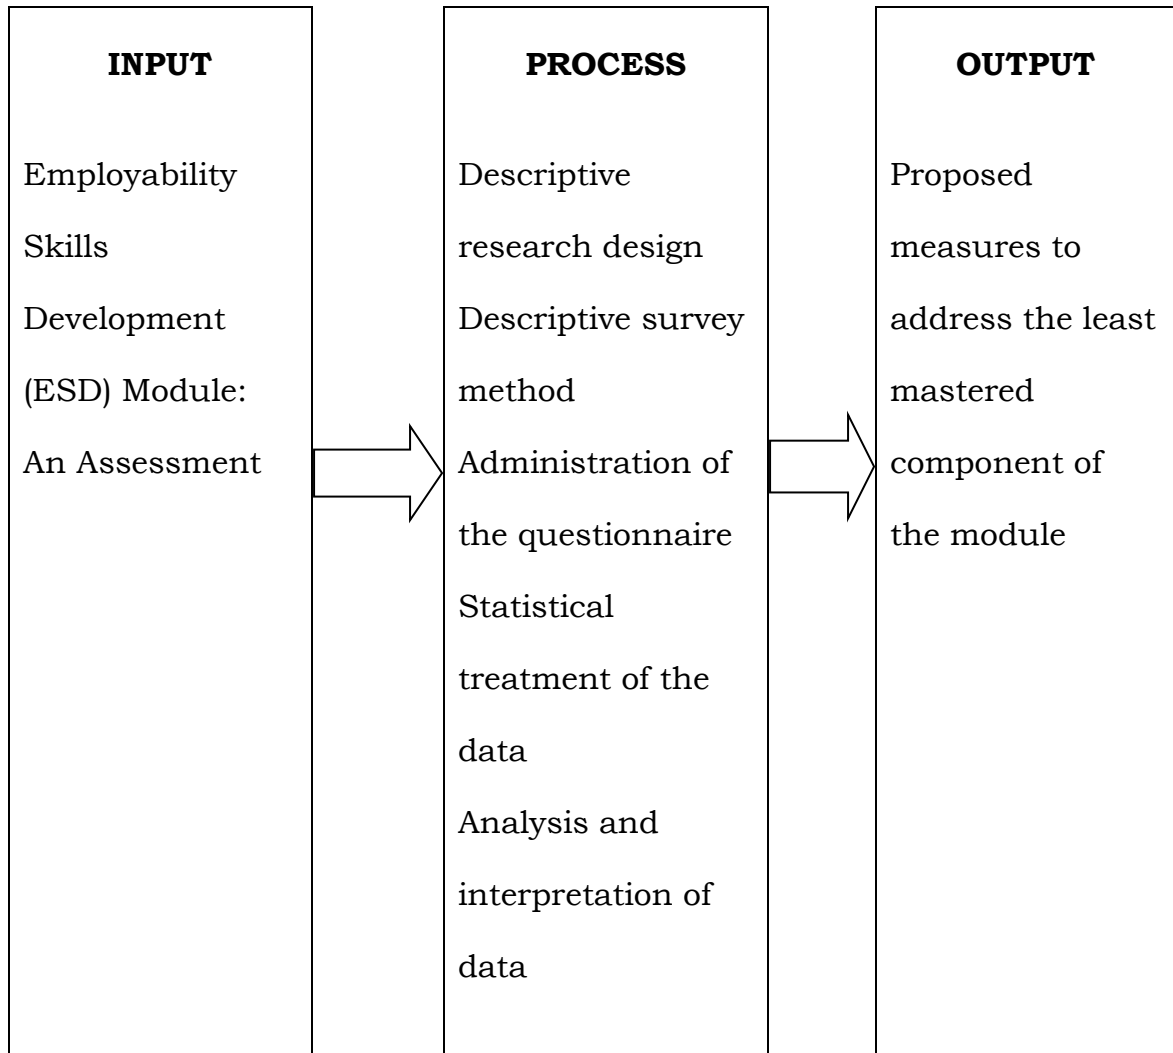 INPUT
Employability
Skills
Development
(ESD) Module:
An Assessment
PROCESS
Descriptive
research design
Descriptive survey
method
Administration of
the questionnaire
Statistical
treatment of the
data
Analysis and
interpretation of
data
OUTPUT
Proposed
measures to
address the least
mastered
component of
the module